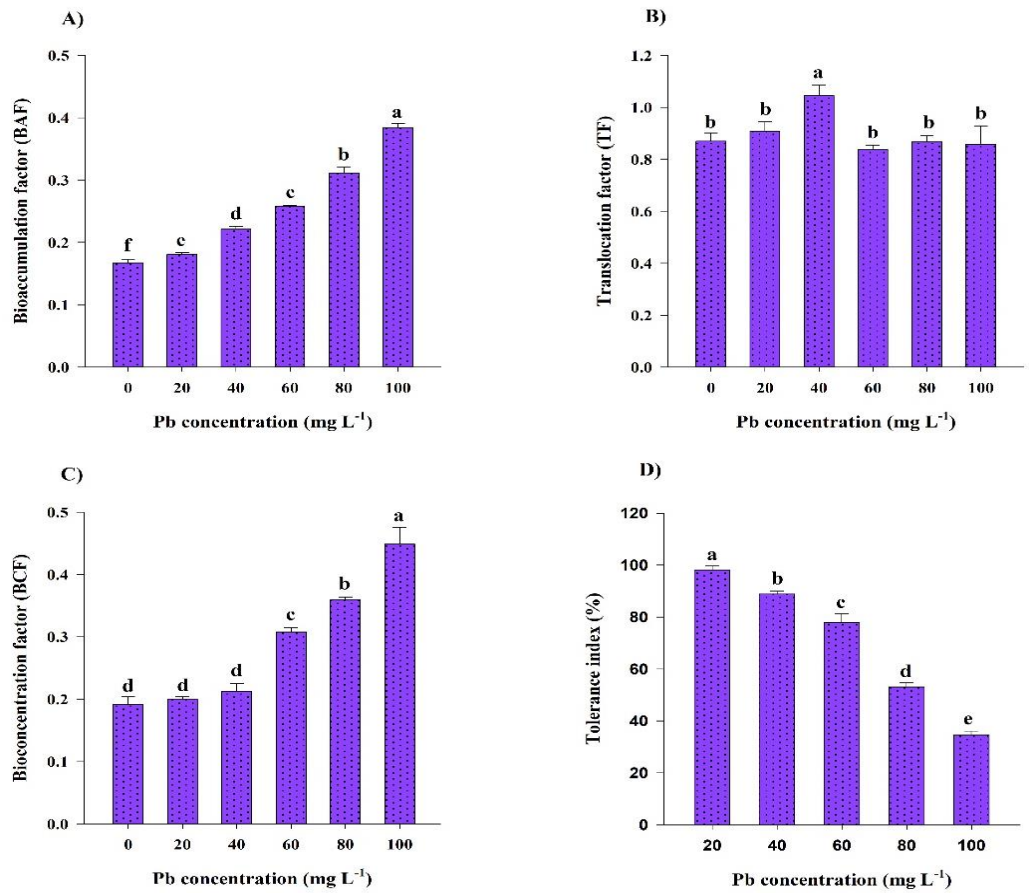 A)
Bioaccumulation factor (BAF)
0.5
0.4
0.3
0.2
0.1
0.0
f
e
d
c
b
a
0 20 40 60 80 100
Pb concentration (mg L⁻¹)
B)
Translocation factor (TF)
1.2
1.0
0.8
0.6
0.4
0.2
0.0
b
b
a
b
b
b
0 20 40 60 80 100
Pb concentration (mg L⁻¹)
C)
Bioconcentration factor (BCF)
0.5
0.4
0.3
0.2
0.1
0.0
d
d
d
c
b
a
0 20 40 60 80 100
Pb concentration (mg L⁻¹)
D)
Tolerance index (%)
120
100
80
60
40
20
0
a
b
c
d
e
20 40 60 80 100
Pb concentration (mg L⁻¹)